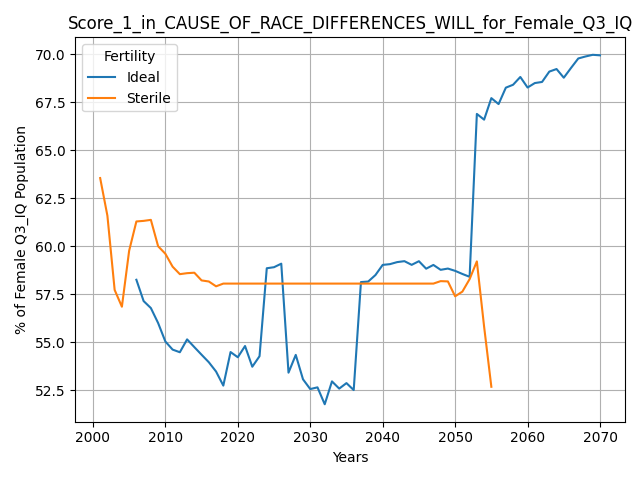 Score_1_in_CAUSE_OF_RACE_DIFFERENCES_WILL_for_Female_Q3_IQ
Fertility
Ideal
Sterile
% of Female Q3_IQ Population
70.0
67.5
65.0
62.5
60.0
57.5
55.0
52.5
2000 2010 2020 2030 2040 2050 2060 2070
Years